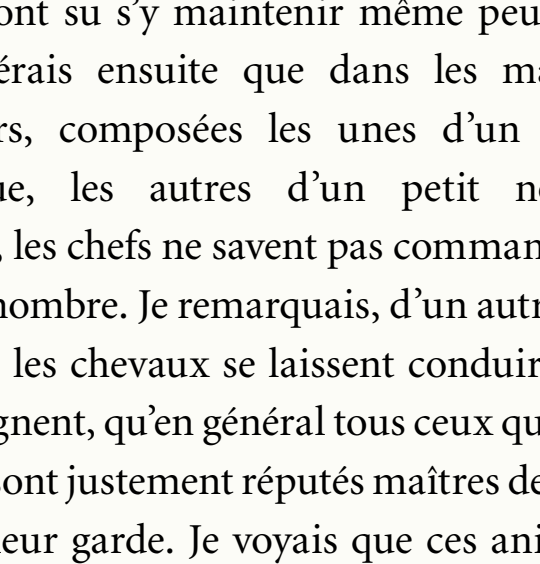 ont su s’y maintenir même peu
érais ensuite que dans les ma
rs, composées les unes d’un
ue, les autres d’un petit no
, les chefs ne savent pas comman
nombre. Je remarquais, d’un autr
les chevaux se laissent conduir
gnent, qu’en général tous ceux qu
sont justement réputés maîtres de
leur garde. Je voyais que ces ani